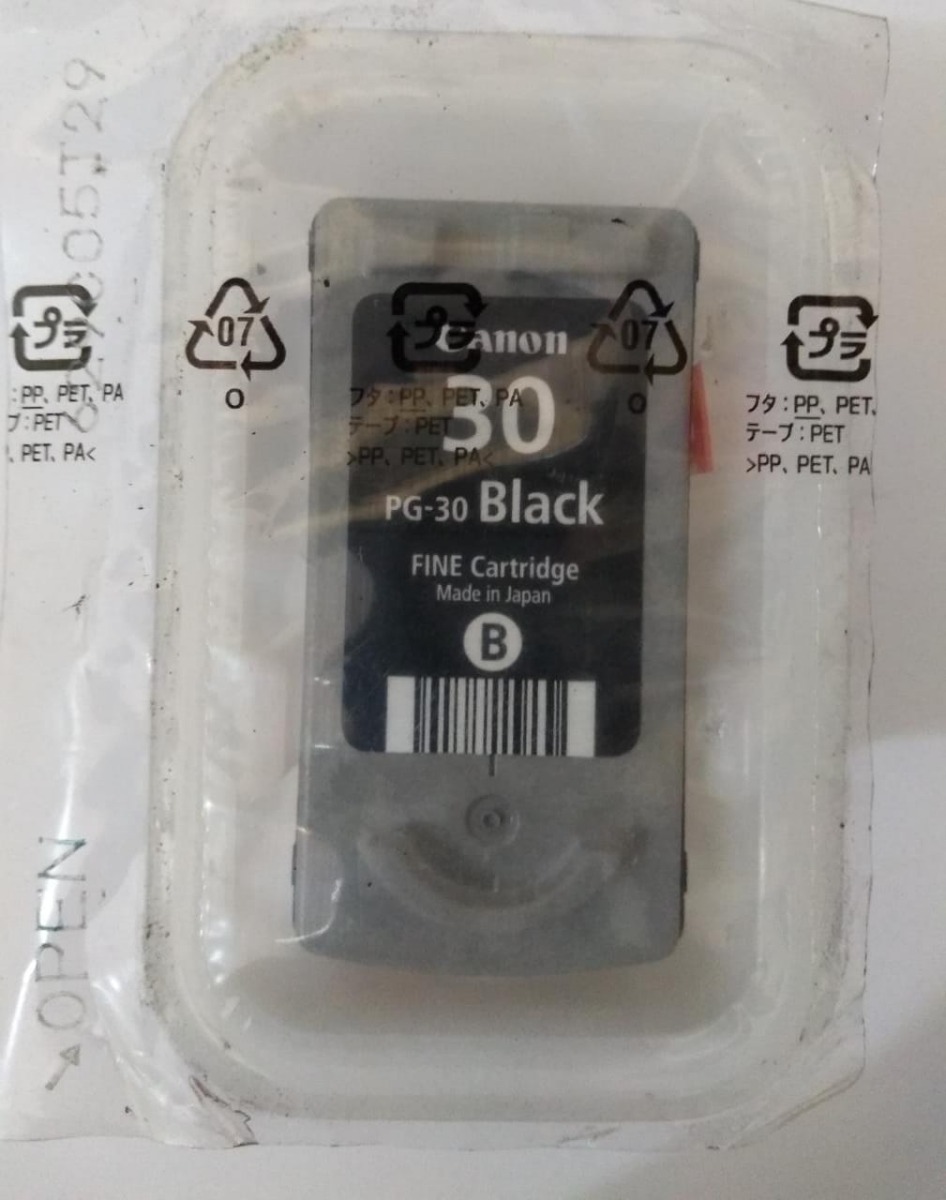 Canon
30
PG-30 Black
FINE Cartridge
Made in Japan
B
プラ
: PP、PET、PA
プ:PET
、PET、PA<
07
O
プラ
フタ:PP、PET、PA
テープ:PET
>PP、PET、PA<
07
O
プラ
フタ:PP、PET、
テープ:PET
>PP、PET、PA
OPEN